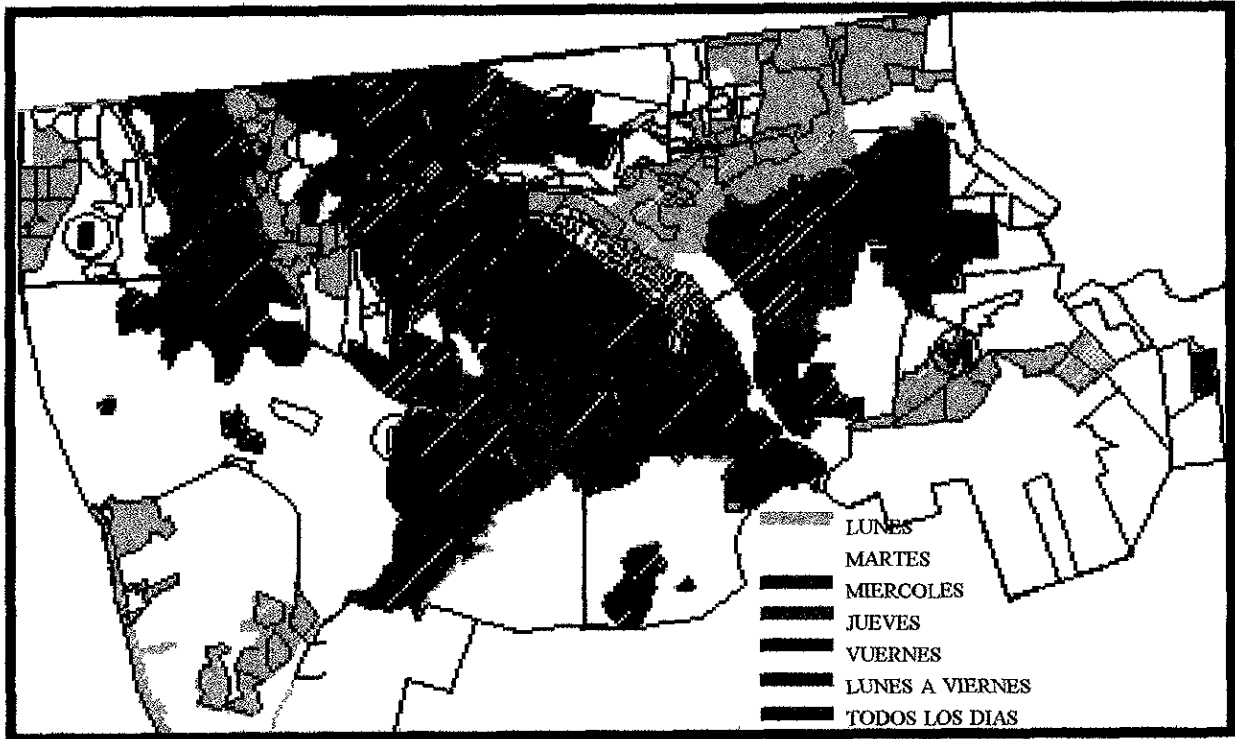 LUNES
MARTES
MIERCOLES
JUEVES
VUERNES
LUNES A VIERNES
TODOS LOS DIAS